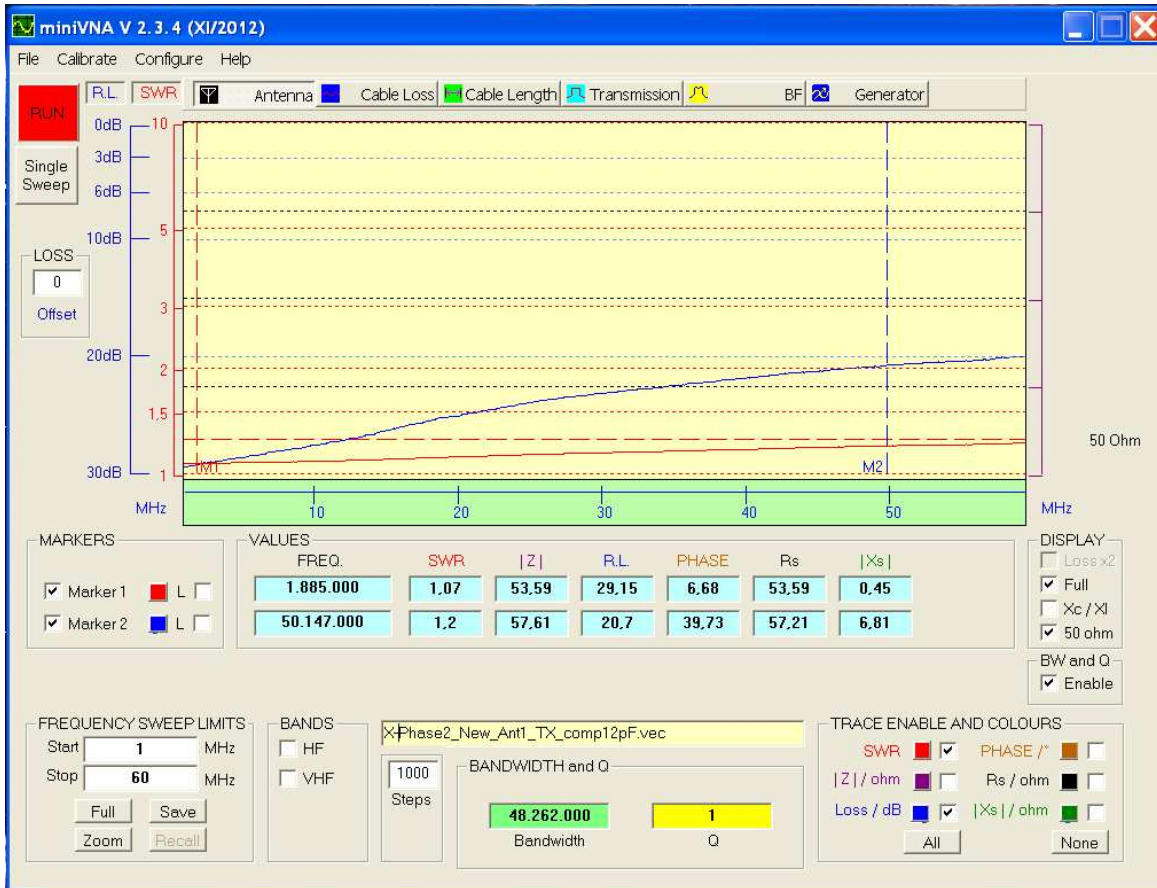 miniVNA V 2.3.4 (XI/2012)
File Calibrate Configure Help
RUN R.L. SWR Antenna Cable Loss Cable Length Transmission BF Generator
Single Sweep
LOSS
0
Offset
0dB 10
3dB
6dB
5
10dB
3
20dB
2
1,5
50 Ohm
30dB 1
M1 M2
MHz 10 20 30 40 50 MHz
MARKERS
Marker 1 L
Marker 2 L
VALUES
FREQ. SWR |Z| R.L. PHASE Rs |Xs|
1.885.000 1,07 53,59 29,15 6,68 53,59 0,45
50.147.000 1,2 57,61 20,7 39,73 57,21 6,81
DISPLAY
Loss x2
Full
Xc / Xl
50 ohm
BW and Q
Enable
FREQUENCY SWEEP LIMITS
Start 1 MHz
Stop 60 MHz
Full Save
Zoom Recall
BANDS
HF
VHF
X-Phase2_New_Ant1_TX_comp12pF.vec
1000
Steps
BANDWIDTH and Q
48.262.000 1
Bandwidth Q
TRACE ENABLE AND COLOURS
SWR PHASE /°
|Z| / ohm Rs / ohm
Loss / dB |Xs| / ohm
All None